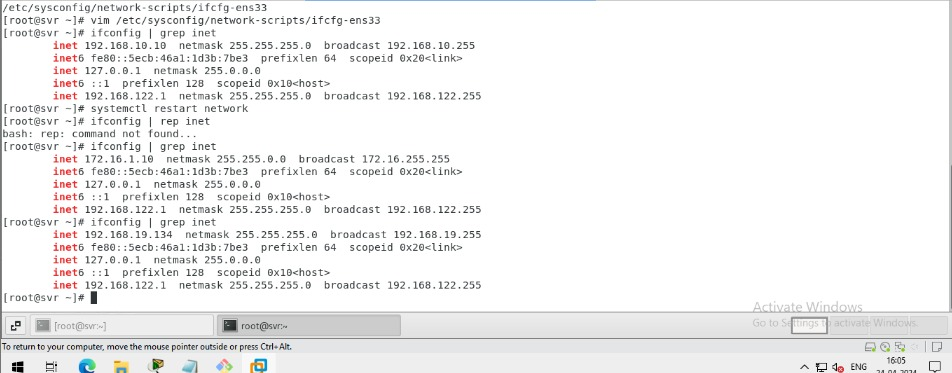 /etc/sysconfig/network-scripts/ifcfg-ens33
[root@svr ~]# vim /etc/sysconfig/network-scripts/ifcfg-ens33
[root@svr ~]# ifconfig | grep inet
inet 192.168.10.10  netmask 255.255.255.0  broadcast 192.168.10.255
inet6 fe80::5ecb:46a1:1d3b:7be3  prefixlen 64  scopeid 0x20<link>
inet 127.0.0.1  netmask 255.0.0.0
inet6 ::1  prefixlen 128  scopeid 0x10<host>
inet 192.168.122.1  netmask 255.255.255.0  broadcast 192.168.122.255
[root@svr ~]# systemctl restart network
[root@svr ~]# ifconfig | rep inet
bash: rep: command not found...
[root@svr ~]# ifconfig | grep inet
inet 172.16.1.10  netmask 255.255.0.0  broadcast 172.16.255.255
inet6 fe80::5ecb:46a1:1d3b:7be3  prefixlen 64  scopeid 0x20<link>
inet 127.0.0.1  netmask 255.0.0.0
inet6 ::1  prefixlen 128  scopeid 0x10<host>
inet 192.168.122.1  netmask 255.255.255.0  broadcast 192.168.122.255
[root@svr ~]# ifconfig | grep inet
inet 192.168.19.134  netmask 255.255.255.0  broadcast 192.168.19.255
inet6 fe80::5ecb:46a1:1d3b:7be3  prefixlen 64  scopeid 0x20<link>
inet 127.0.0.1  netmask 255.0.0.0
inet6 ::1  prefixlen 128  scopeid 0x10<host>
inet 192.168.122.1  netmask 255.255.255.0  broadcast 192.168.122.255
[root@svr ~]#
Activate Windows
Go to Settings to activate Windows.
[root@svr:~]
root@svr:~
To return to your computer, move the mouse pointer outside or press Ctrl+Alt.
ENG
16:05
24-04-2024